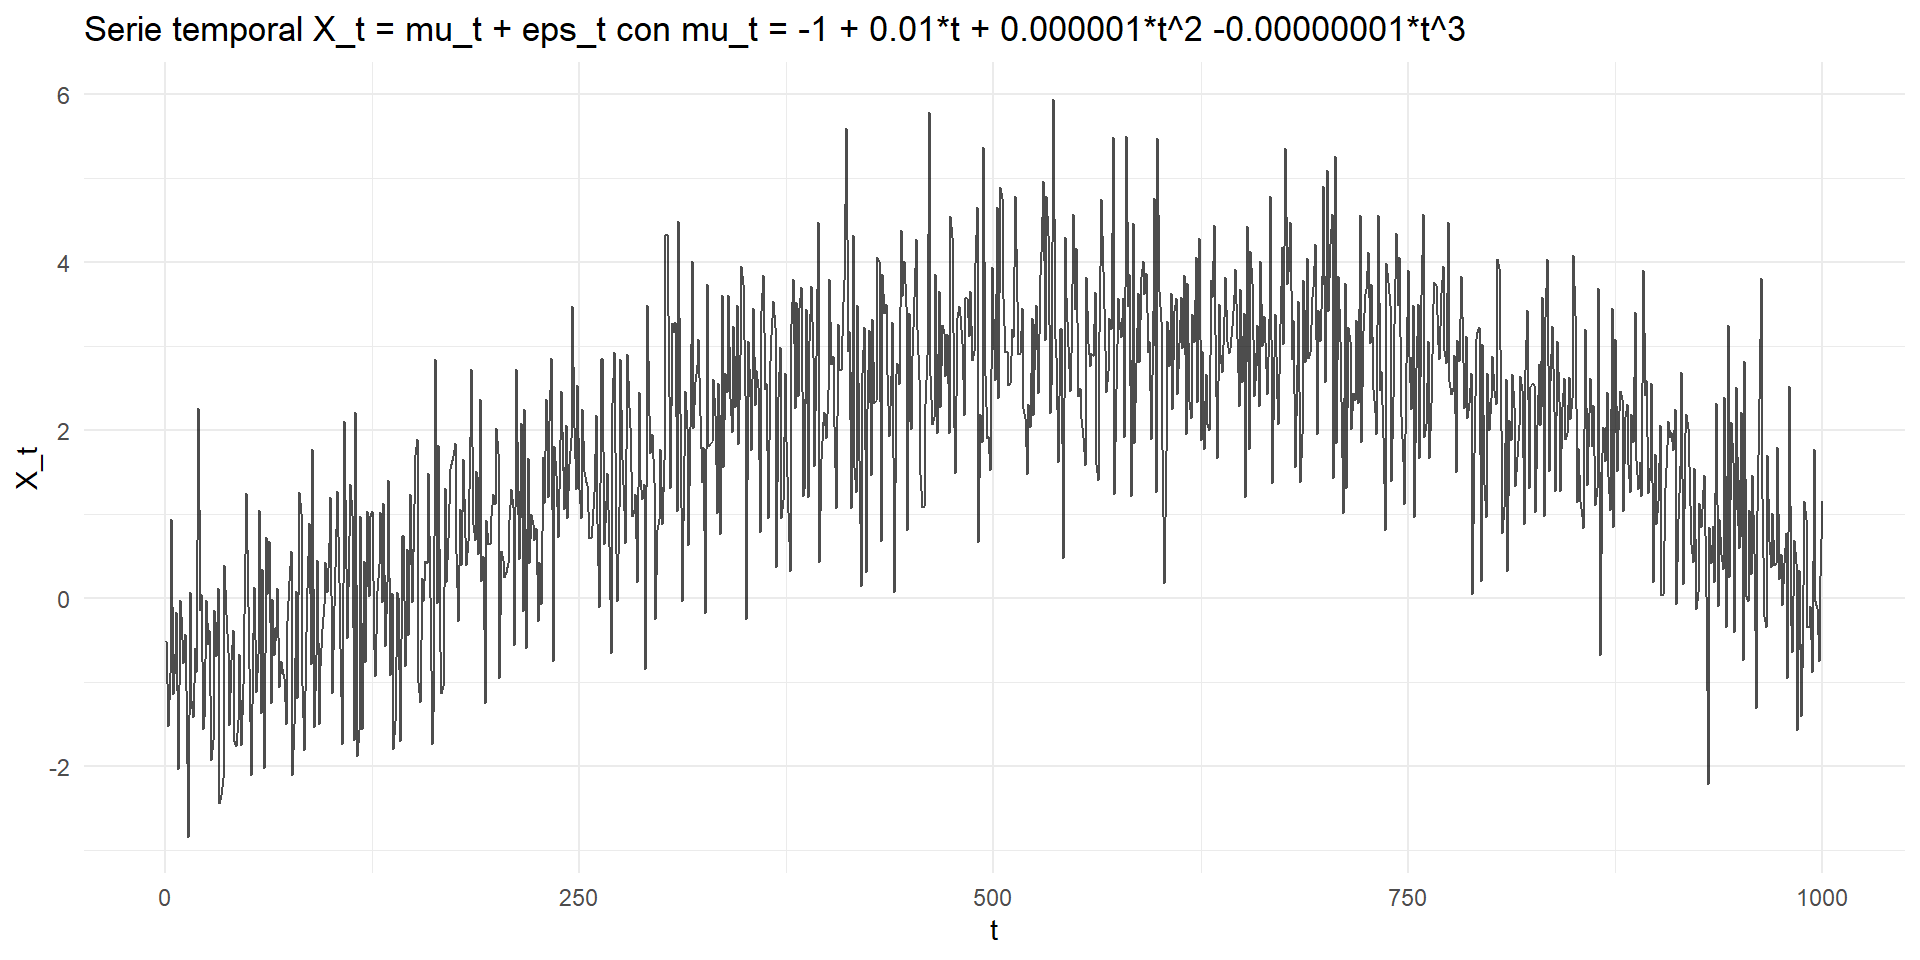 Serie temporal X_t = mu_t + eps_t con mu_t = -1 + 0.01*t + 0.000001*t^2 -0.00000001*t^3
6
4
2
0
-2
X_t
0 250 500 750 1000
t